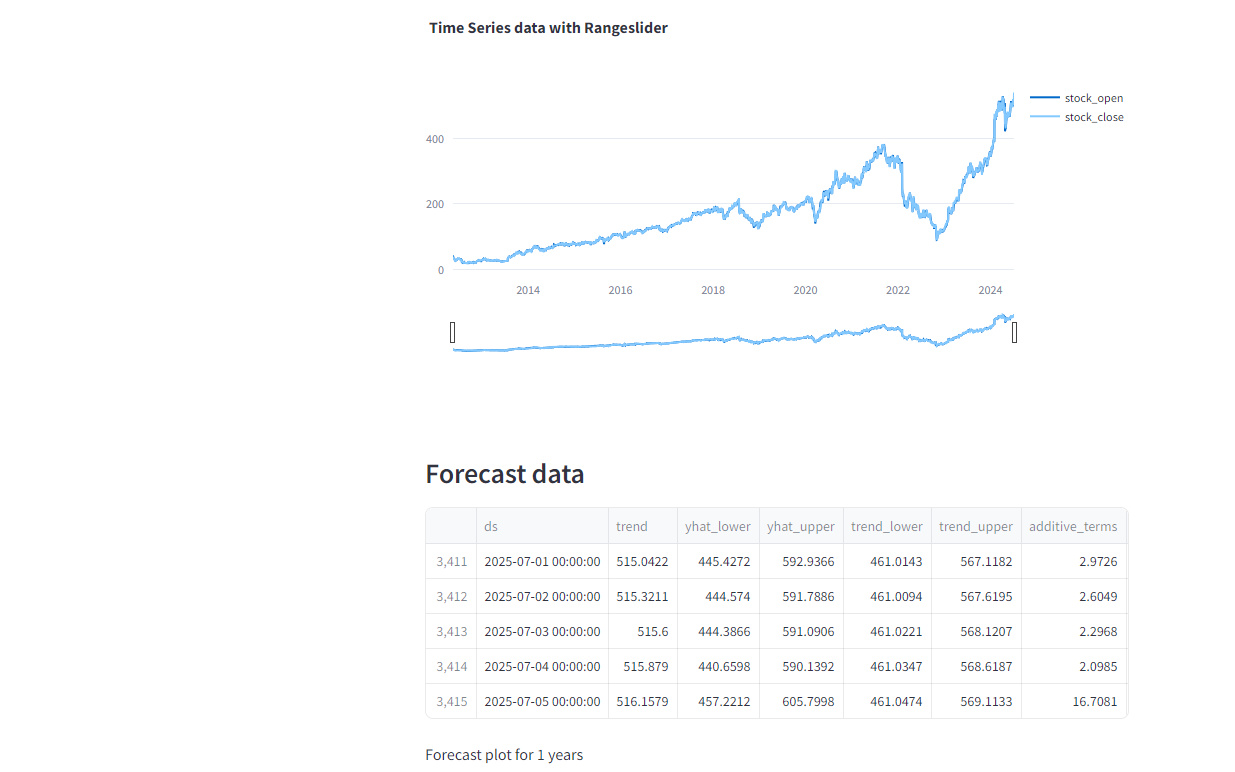 Time Series data with Rangeslider
stock_open
stock_close
400
200
0
2014 2016 2018 2020 2022 2024
Forecast data
ds trend yhat_lower yhat_upper trend_lower trend_upper additive_terms
3,411 2025-07-01 00:00:00 515.0422 445.4272 592.9366 461.0143 567.1182 2.9726
3,412 2025-07-02 00:00:00 515.3211 444.574 591.7886 461.0094 567.6195 2.6049
3,413 2025-07-03 00:00:00 515.6 444.3866 591.0906 461.0221 568.1207 2.2968
3,414 2025-07-04 00:00:00 515.879 440.6598 590.1392 461.0347 568.6187 2.0985
3,415 2025-07-05 00:00:00 516.1579 457.2212 605.7998 461.0474 569.1133 16.7081
Forecast plot for 1 years